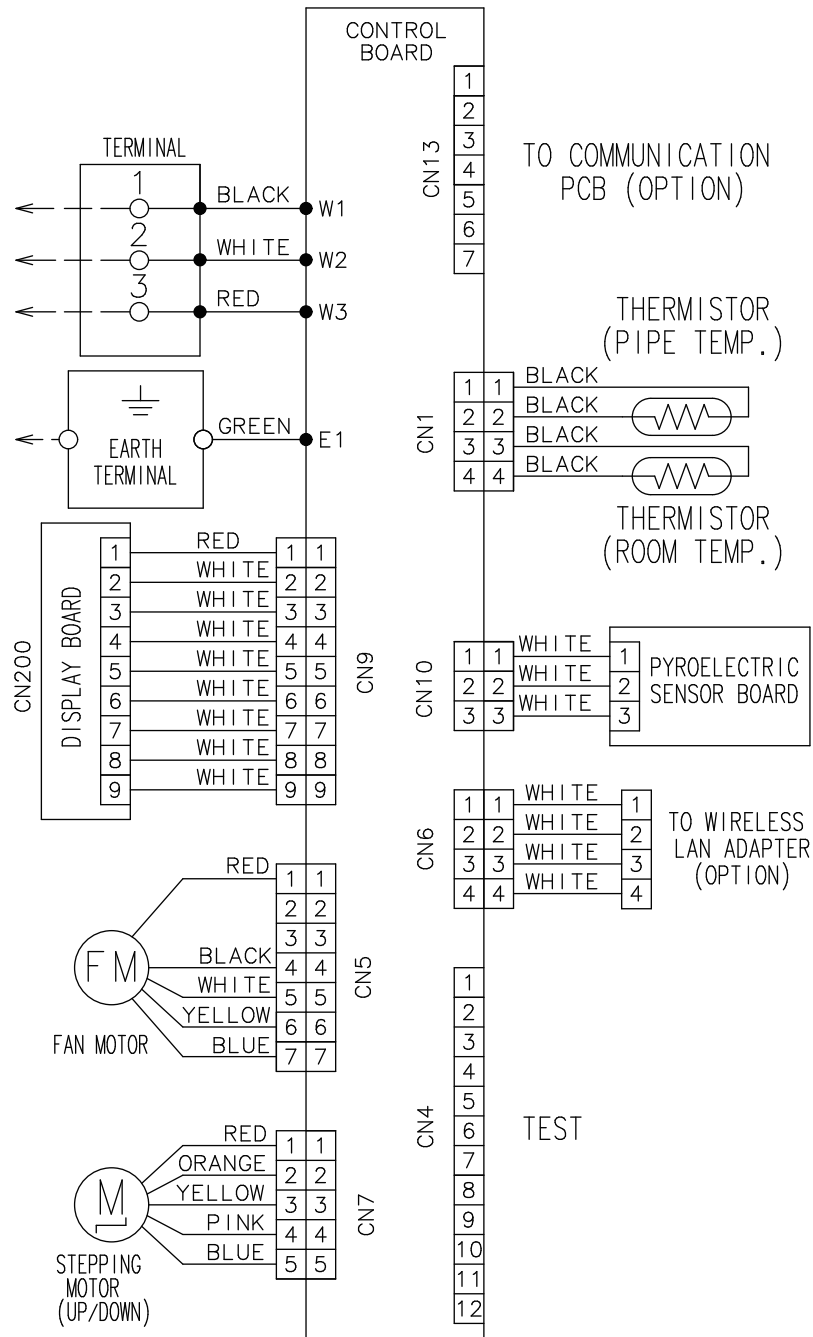 CONTROL
BOARD
CN13
1
2
3
4
5
6
7
TO COMMUNICATION
PCB (OPTION)
TERMINAL
1 BLACK W1
2 WHITE W2
3 RED W3
EARTH
TERMINAL
GREEN E1
THERMISTOR
(PIPE TEMP.)
CN1
1 1 BLACK
2 2 BLACK
3 3 BLACK
4 4 BLACK
THERMISTOR
(ROOM TEMP.)
CN200
DISPLAY BOARD
1 RED 1 1
2 WHITE 2 2
3 WHITE 3 3
4 WHITE 4 4
5 WHITE 5 5
6 WHITE 6 6
7 WHITE 7 7
8 WHITE 8 8
9 WHITE 9 9
CN9
CN10
1 1 WHITE 1
2 2 WHITE 2
3 3 WHITE 3
PYROELECTRIC
SENSOR BOARD
CN6
1 1 WHITE 1
2 2 WHITE 2
3 3 WHITE 3
4 4 WHITE 4
TO WIRELESS
LAN ADAPTER
(OPTION)
FM
FAN MOTOR
RED 1 1
2 2
3 3
BLACK 4 4
WHITE 5 5
YELLOW 6 6
BLUE 7 7
CN5
CN4
1
2
3
4
5
6
7
8
9
10
11
12
TEST
M
STEPPING
MOTOR
(UP/DOWN)
RED 1 1
ORANGE 2 2
YELLOW 3 3
PINK 4 4
BLUE 5 5
CN7